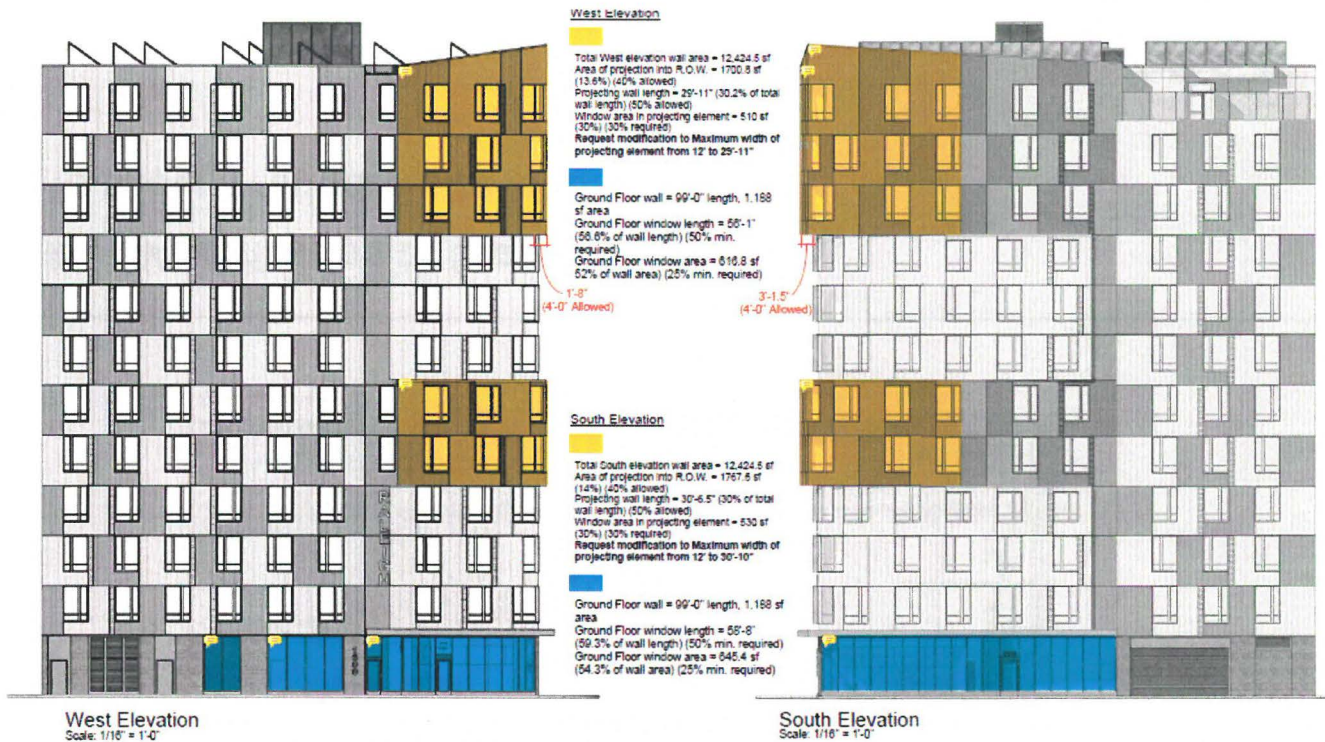 West Elevation
Total West elevation wall area = 12,424.5 sf
Area of projection into R.O.W. = 1700.8 sf
(13.6%) (40% allowed)
Projecting wall length = 29'-11" (30.2% of total
wall length) (50% allowed)
Window area in projecting element = 510 sf
(30%) (30% required)
Request modification to Maximum width of
projecting element from 12' to 29'-11"
Ground Floor wall = 99'-0" length, 1,188
sf area
Ground Floor window length = 56'-1"
(56.6% of wall length) (50% min.
required)
Ground Floor window area = 616.8 sf
52% of wall area) (25% min. required)
1'-8"
(4'-0" Allowed)
3'-1.5"
(4'-0" Allowed)
South Elevation
Total South elevation wall area = 12,424.5 sf
Area of projection into R.O.W. = 1767.5 sf
(14%) (40% allowed)
Projecting wall length = 30'-6.5" (30% of total
wall length) (50% allowed)
Window area in projecting element = 530 sf
(30%) (30% required)
Request modification to Maximum width of
projecting element from 12' to 30'-10"
Ground Floor wall = 99'-0" length, 1,188 sf
area
Ground Floor window length = 58'-8"
(59.3% of wall length) (50% min. required)
Ground Floor window area = 645.4 sf
(54.3% of wall area) (25% min. required)
West Elevation
Scale: 1/16" = 1'-0"
South Elevation
Scale: 1/16" = 1'-0"